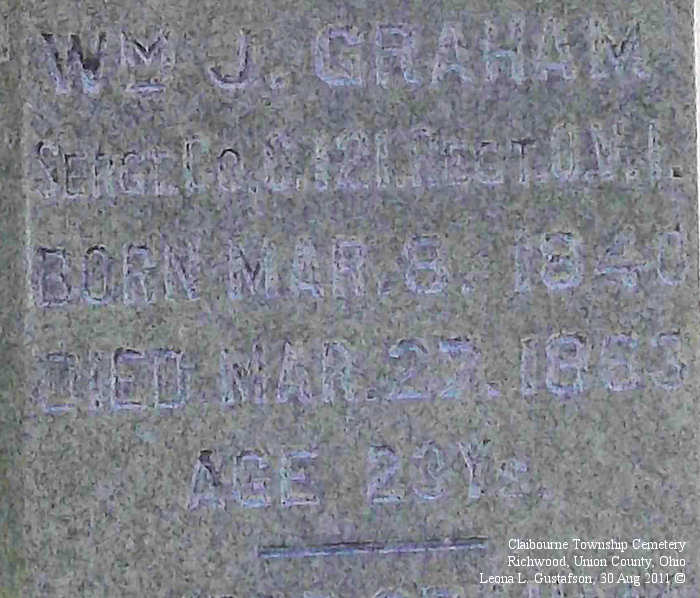 WM J. GRAHAM
SERGT. CO. C. 121. REGT. O.V.I.
BORN MAR. 8. 1840
DIED MAR. 27. 1863
AGE 23 Ys.
Claibourne Township Cemetery
Richwood, Union County, Ohio
Leona L. Gustafson, 30 Aug 2011 ©